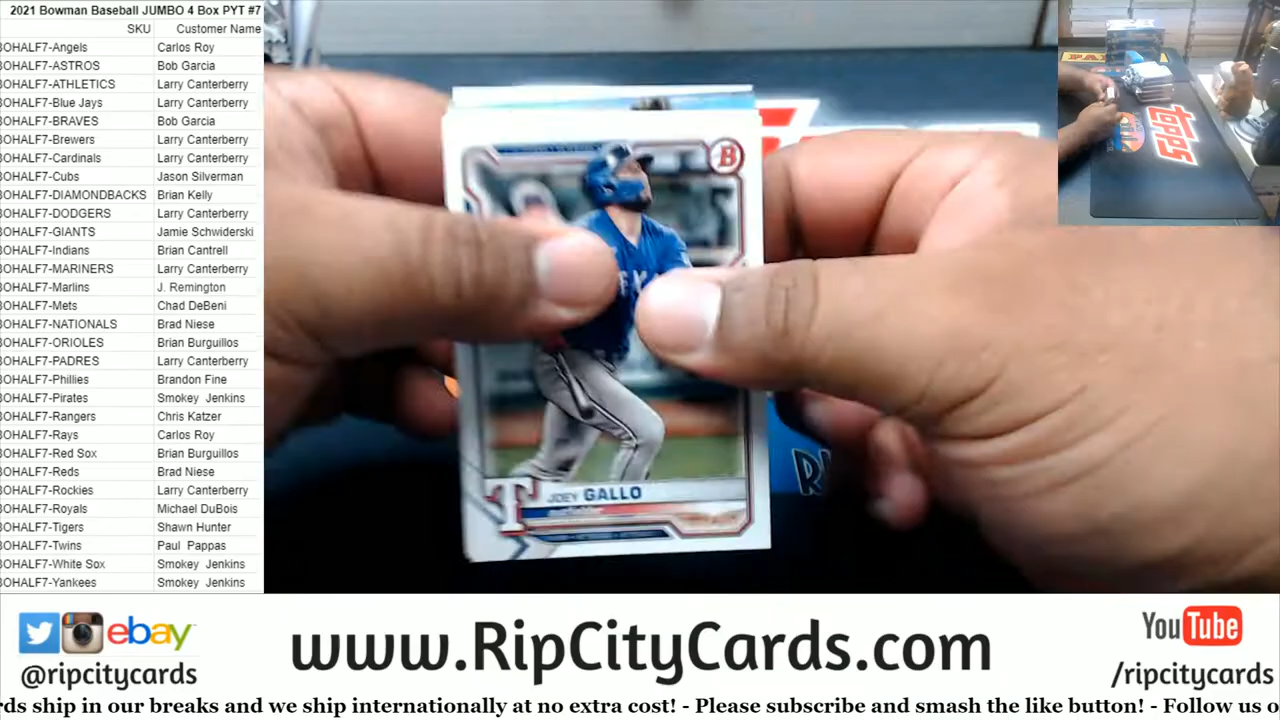 2021 Bowman Baseball JUMBO 4 Box PYT #7
SKU Customer Name
BOHALF7-Angels Carlos Roy
BOHALF7-ASTROS Bob Garcia
BOHALF7-ATHLETICS Larry Canterberry
BOHALF7-Blue Jays Larry Canterberry
BOHALF7-BRAVES Bob Garcia
BOHALF7-Brewers Larry Canterberry
BOHALF7-Cardinals Larry Canterberry
BOHALF7-Cubs Jason Silverman
BOHALF7-DIAMONDBACKS Brian Kelly
BOHALF7-DODGERS Larry Canterberry
BOHALF7-GIANTS Jamie Schwiderski
BOHALF7-Indians Brian Cantrell
BOHALF7-MARINERS Larry Canterberry
BOHALF7-Marlins J. Remington
BOHALF7-Mets Chad DeBeni
BOHALF7-NATIONALS Brad Niese
BOHALF7-ORIOLES Brian Burguillos
BOHALF7-PADRES Larry Canterberry
BOHALF7-Phillies Brandon Fine
BOHALF7-Pirates Smokey Jenkins
BOHALF7-Rangers Chris Katzer
BOHALF7-Rays Carlos Roy
BOHALF7-Red Sox Brian Burguillos
BOHALF7-Reds Brad Niese
BOHALF7-Rockies Larry Canterberry
BOHALF7-Royals Michael DuBois
BOHALF7-Tigers Shawn Hunter
BOHALF7-Twins Paul Pappas
BOHALF7-White Sox Smokey Jenkins
BOHALF7-Yankees Smokey Jenkins
B
T JOEY GALLO
topps
ebay
@ripcitycards
www.RipCityCards.com
YouTube
/ripcitycards
rds ship in our breaks and we ship internationally at no extra cost! - Please subscribe and smash the like button! - Follow us o